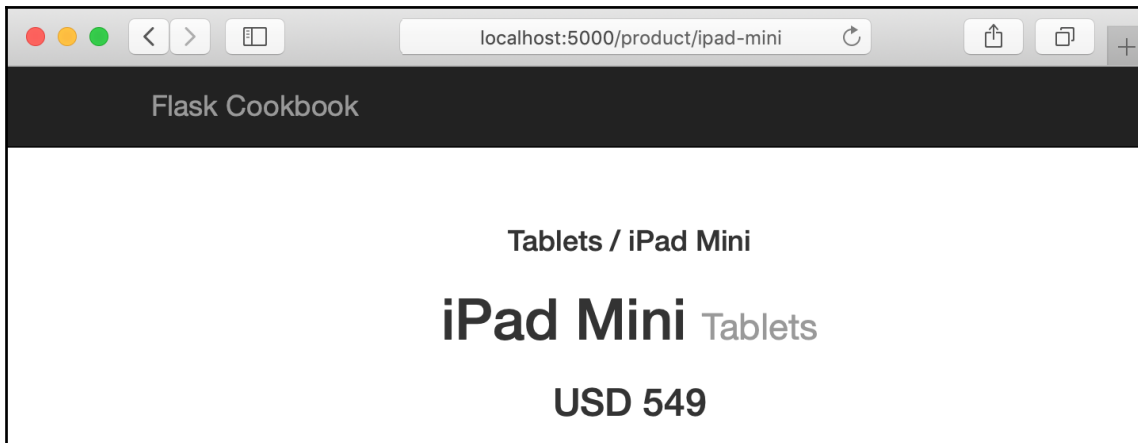 localhost:5000/product/ipad-mini
Flask Cookbook
Tablets / iPad Mini
iPad Mini Tablets
USD 549